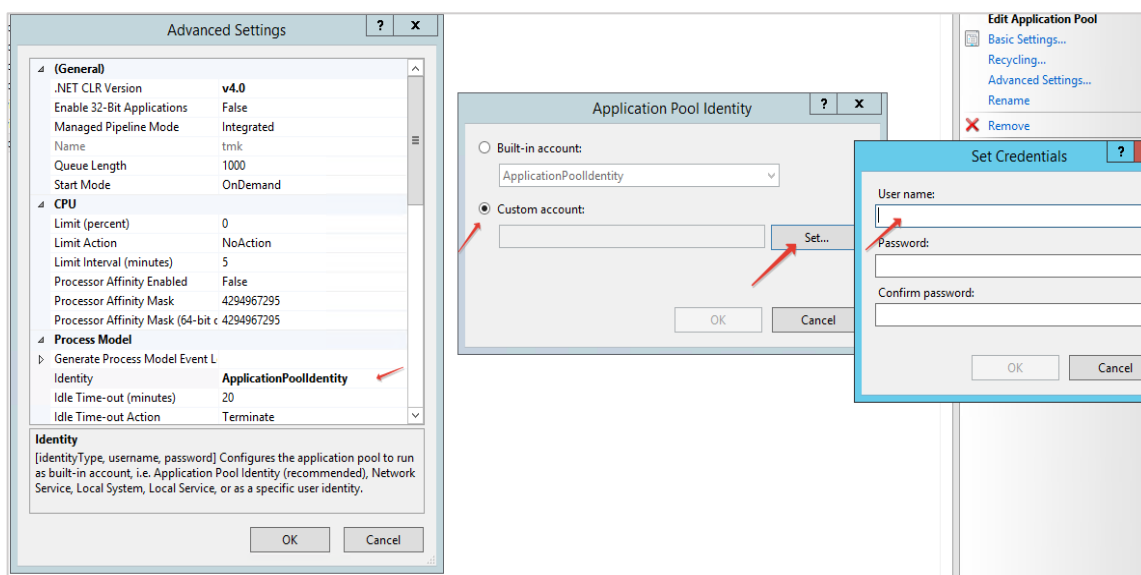 Advanced Settings
? x
(General)
.NET CLR Version v4.0
Enable 32-Bit Applications False
Managed Pipeline Mode Integrated
Name tmk
Queue Length 1000
Start Mode OnDemand
CPU
Limit (percent) 0
Limit Action NoAction
Limit Interval (minutes) 5
Processor Affinity Enabled False
Processor Affinity Mask 4294967295
Processor Affinity Mask (64-bit c 4294967295
Process Model
Generate Process Model Event L
Identity ApplicationPoolIdentity
Idle Time-out (minutes) 20
Idle Time-out Action Terminate
Identity
[identityType, username, password] Configures the application pool to run
as built-in account, i.e. Application Pool Identity (recommended), Network
Service, Local System, Local Service, or as a specific user identity.
OK Cancel
Application Pool Identity
? x
Built-in account:
ApplicationPoolIdentity
Custom account:
Set...
OK Cancel
Edit Application Pool
Basic Settings...
Recycling...
Advanced Settings...
Rename
Remove
Set Credentials
?
User name:
Password:
Confirm password:
OK Cancel